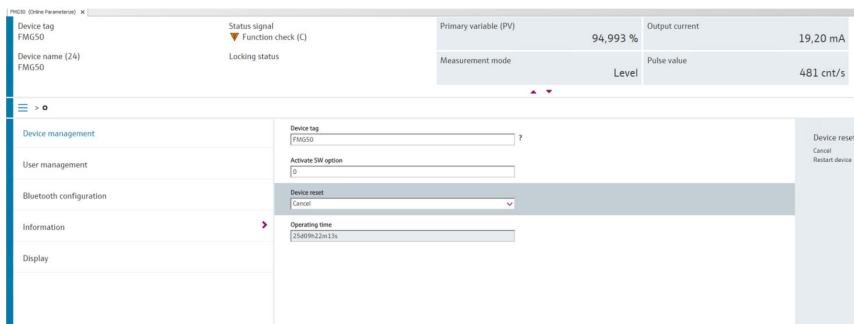 FMG50 (Online Parameterize) X
Device tag
FMG50
Status signal
Function check (C)
Primary variable (PV)
94,993 %
Output current
19,20 mA
Device name (24)
FMG50
Locking status
Measurement mode
Level
Pulse value
481 cnt/s
>
Device management
User management
Bluetooth configuration
Information
Display
Device tag
FMG50
?
Activate SW option
0
Device reset
Cancel
Operating time
25d09h22m13s
Device reset
Cancel
Restart device